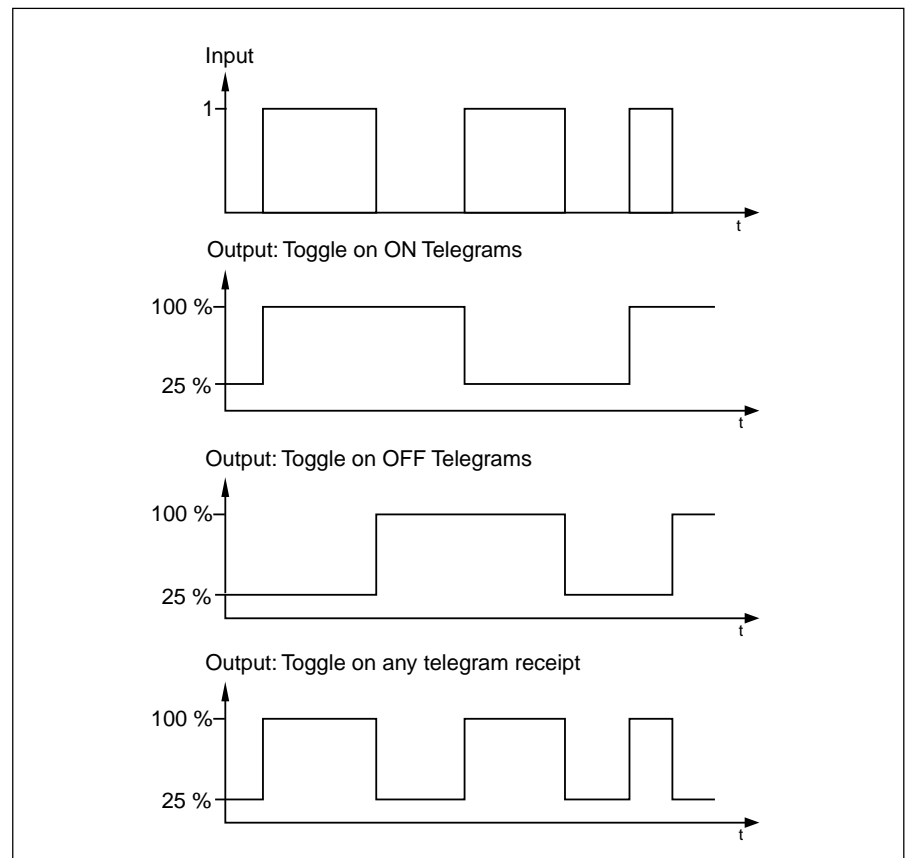 Input
1
t
Output: Toggle on ON Telegrams
100 %
25 %
t
Output: Toggle on OFF Telegrams
100 %
25 %
t
Output: Toggle on any telegram receipt
100 %
25 %
t